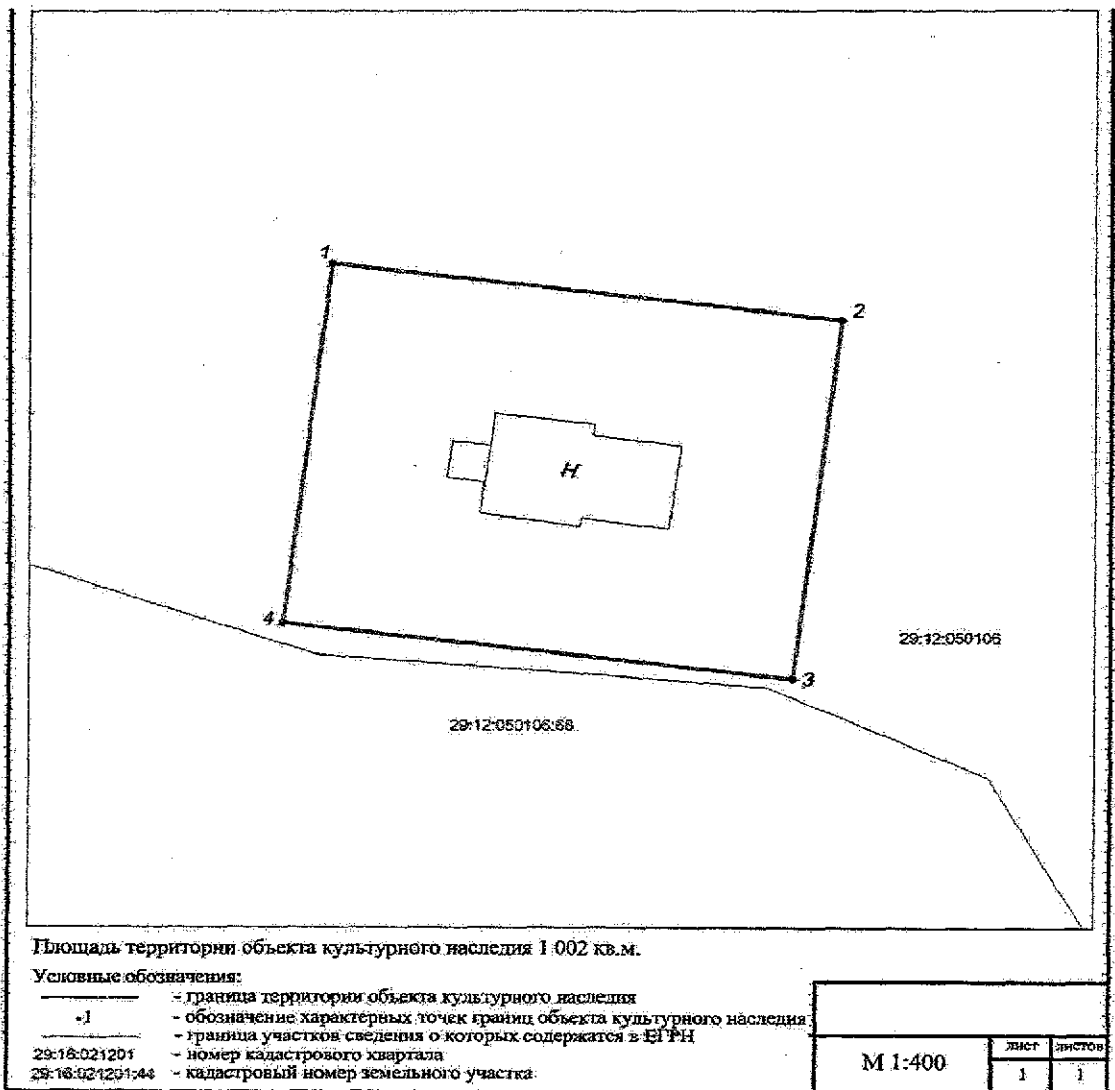 1
2
Н
4
29:12:050106
3
29:12:050106:68
Площадь территории объекта культурного наследия 1 002 кв.м.
Условные обозначения:
- граница территории объекта культурного наследия
•1 - обозначение характерных точек границ объекта культурного наследия
- граница участков сведения о которых содержатся в ЕГРН
29:16:021201 - номер кадастрового квартала
29:16:021201:44 - кадастровый номер земельного участка
М 1:400
лист листов
1 1